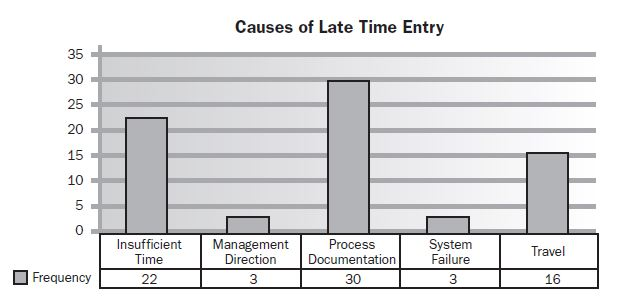 Causes of Late Time Entry
35
30
25
20
15
10
5
0
Insufficient Time
Management Direction
Process Documentation
System Failure
Travel
Frequency 22 3 30 3 16